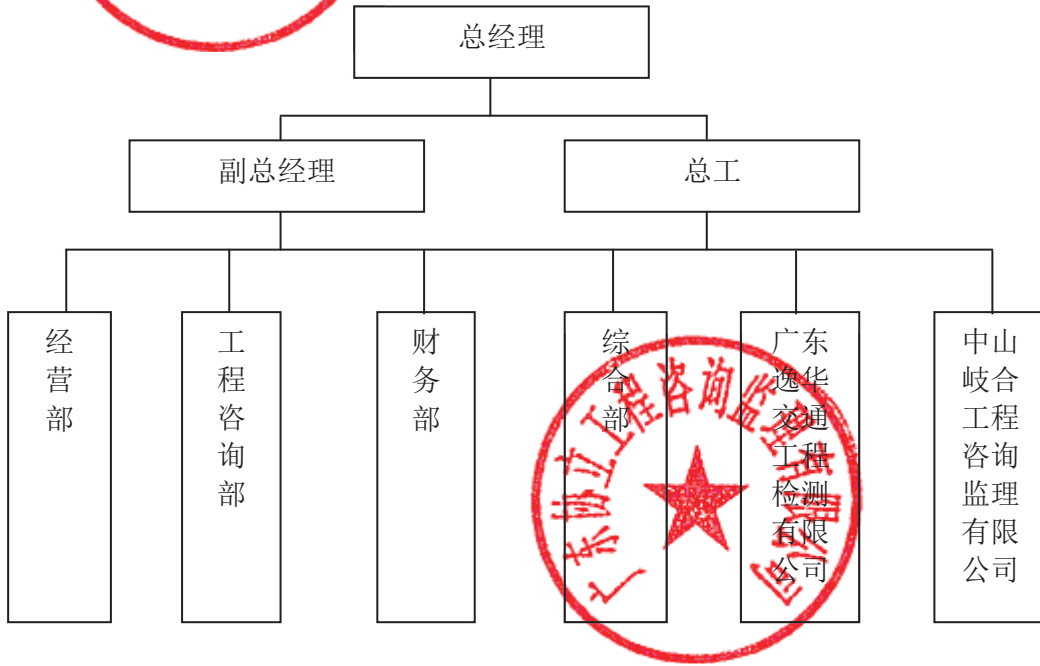 总经理
副总经理
总工
经
营
部
工
程
咨
询
部
财
务
部
综
合
部
广东
逸华
交通
工程
检测
有限
公司
中山
岐合
工程
咨询
监理
有限
公司
广东协立工程咨询监理有限公司